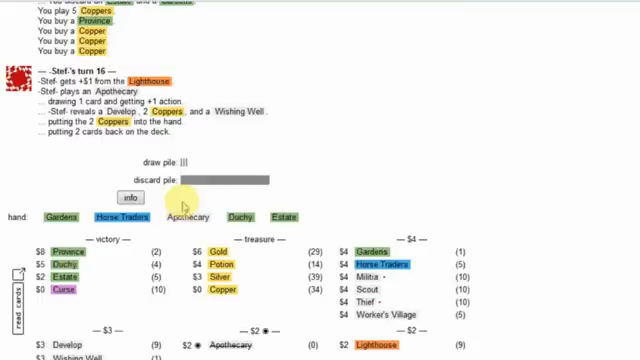 ... You discard an Estate and a Gardens.
You play 5 Coppers.
You buy a Province.
You buy a Copper
You buy a Copper
You buy a Copper
— -Stef-'s turn 16 —
-Stef- gets +$1 from the Lighthouse.
-Stef- plays an Apothecary
... drawing 1 card and getting +1 action.
... -Stef- reveals a Develop, 2 Coppers, and a Wishing Well.
... putting the 2 Coppers into the hand.
... putting 2 cards back on the deck.
draw pile: |||
discard pile:
info
hand: Gardens Horse Traders Apothecary Duchy Estate
— victory — — treasure — — $4 —
$8 Province (2) $6 Gold (29) $4 Gardens (1)
$5 Duchy (4) $4 Potion (14) $4 Horse Traders (5)
$2 Estate (5) $3 Silver (39) $4 Militia • (10)
$0 Curse (10) $0 Copper (34) $4 Scout (10)
$4 Thief • (10)
$4 Worker's Village (5)
read cards
— $3 — — $2 ◉ — — $2 —
$3 Develop (9) $2 ◉ Apothecary (0) $2 Lighthouse (9)
$3 Wishing Well